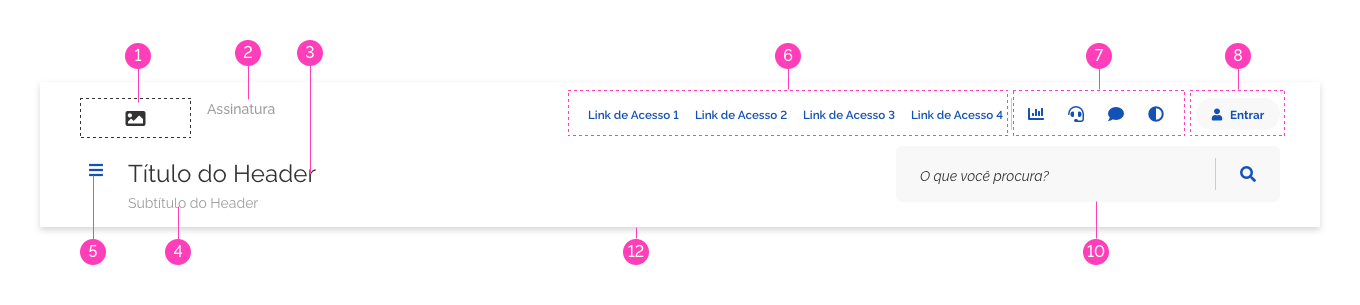 1 2 3 6 7 8
Assinatura
Link de Acesso 1 Link de Acesso 2 Link de Acesso 3 Link de Acesso 4 Entrar
Título do Header
O que você procura?
Subtítulo do Header
5 4 12 10